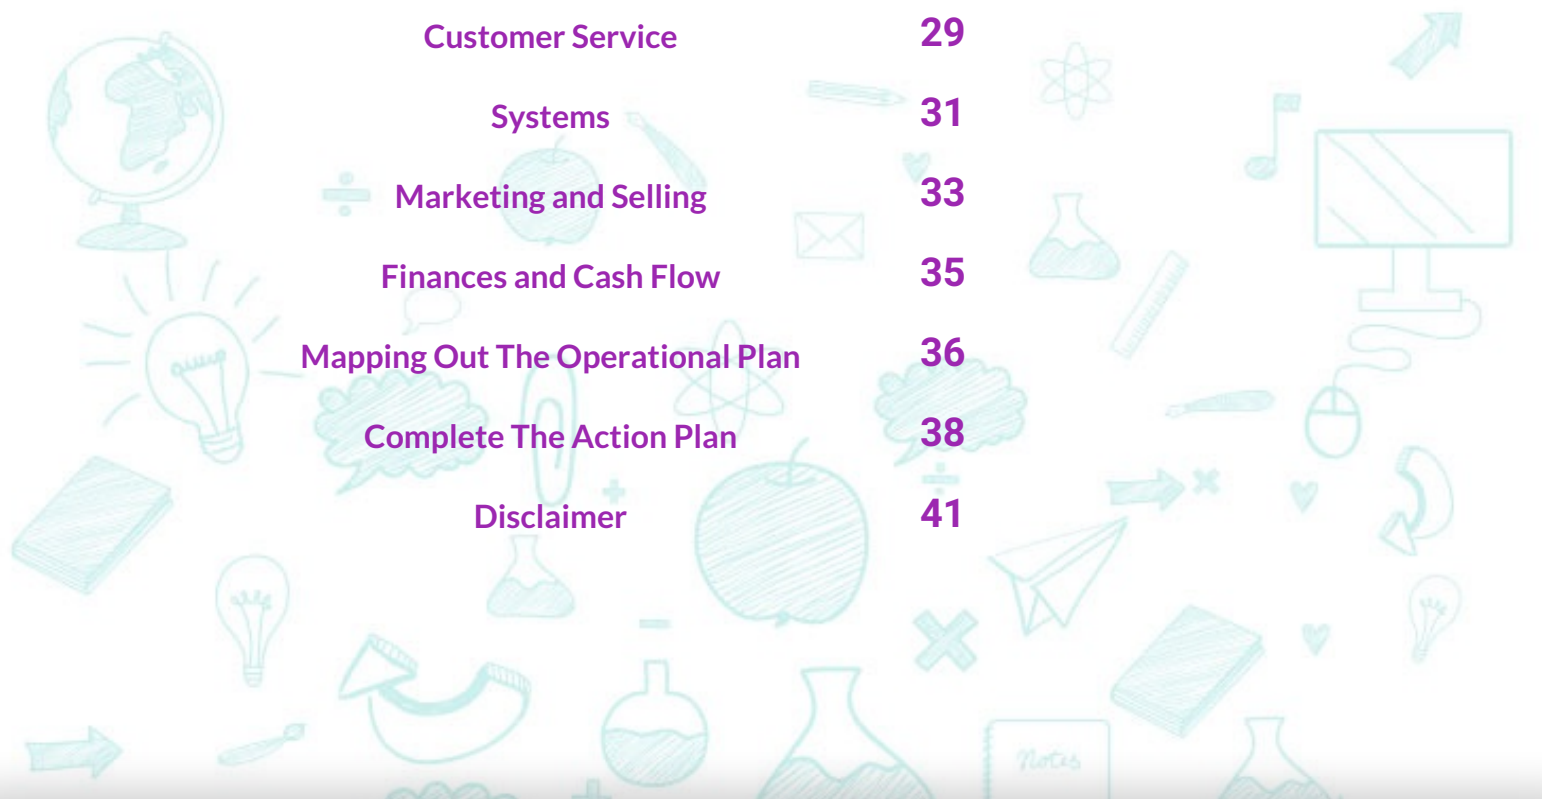 Customer Service 29
Systems 31
Marketing and Selling 33
Finances and Cash Flow 35
Mapping Out The Operational Plan 36
Complete The Action Plan 38
Disclaimer 41
Notes